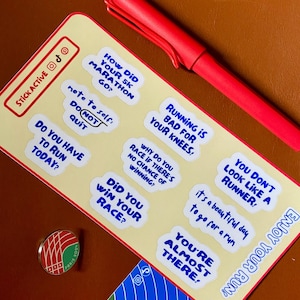 STICK ACTIVE
HOW DID
YOUR 5K
MARATHON
GO?
note to self:
DO NOT
QUIT
DO YOU HAVE
TO RUN
TODAY?
RUNNING IS
BAD FOR
YOUR KNEES.
WHY DO YOU
RACE IF THERE'S
NO CHANCE OF
WINNING?
DID YOU
WIN YOUR
RACE?
YOU DON'T
LOOK LIKE A
RUNNER.
it's a beautiful day
to go for a run
YOU'RE
ALMOST
THERE!
ENJOY YOUR RUN!